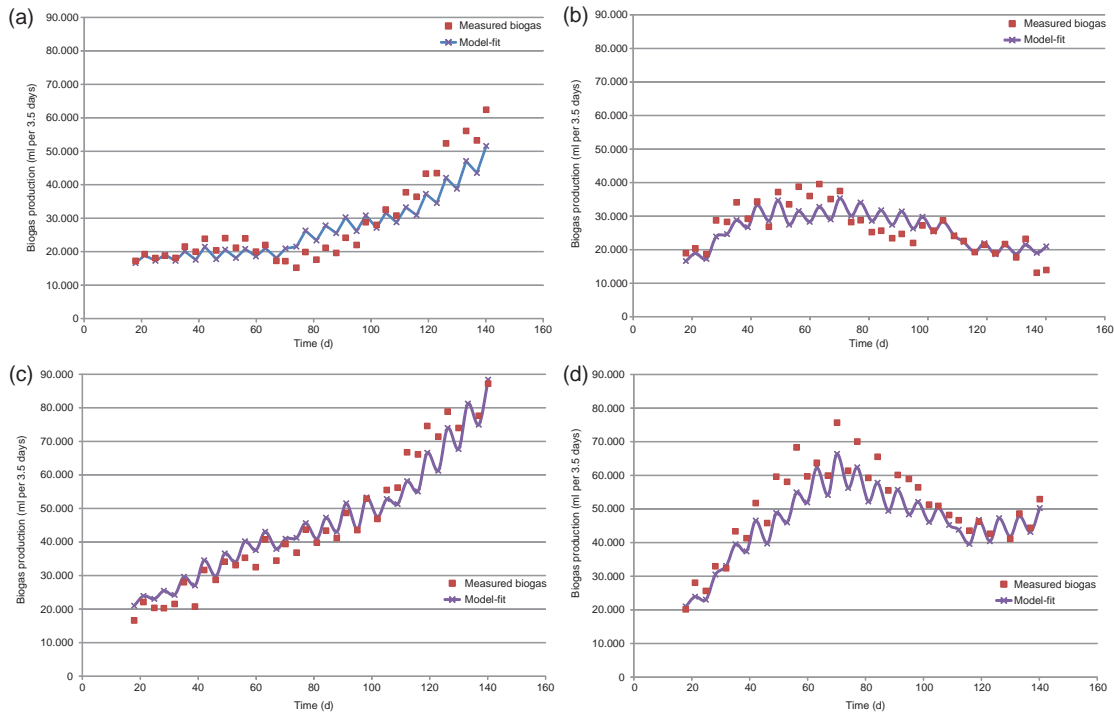 (a)
90.000
80.000
70.000
60.000
50.000
40.000
30.000
20.000
10.000
0
Biogas production (ml per 3.5 days)
Measured biogas
Model-fit
0 20 40 60 80 100 120 140 160
Time (d)
(b)
90.000
80.000
70.000
60.000
50.000
40.000
30.000
20.000
10.000
0
Biogas production (ml per 3.5 days)
Measured biogas
Model-fit
0 20 40 60 80 100 120 140 160
Time (d)
(c)
90.000
80.000
70.000
60.000
50.000
40.000
30.000
20.000
10.000
0
Biogas production (ml per 3.5 days)
Measured biogas
Model-fit
0 20 40 60 80 100 120 140 160
Time (d)
(d)
90.000
80.000
70.000
60.000
50.000
40.000
30.000
20.000
10.000
0
Biogas production (ml per 3.5 days)
Measured biogas
Model-fit
0 20 40 60 80 100 120 140 160
Time (d)